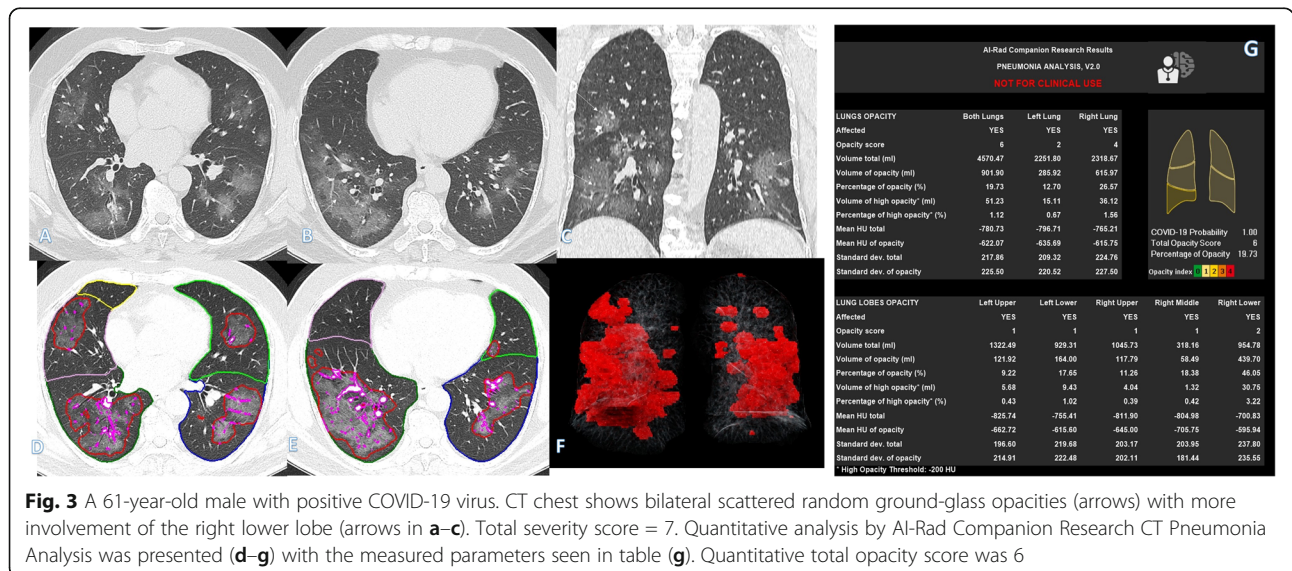 A
B
C
G
AI-Rad Companion Research Results
PNEUMONIA ANALYSIS, V2.0
NOT FOR CLINICAL USE
LUNGS OPACITY Both Lungs Left Lung Right Lung
Affected YES YES YES
Opacity score 6 2 4
Volume total (ml) 4570.47 2251.80 2318.67
Volume of opacity (ml) 901.90 285.92 615.97
Percentage of opacity (%) 19.73 12.70 26.57
Volume of high opacity* (ml) 51.23 15.11 36.12
Percentage of high opacity* (%) 1.12 0.67 1.56
Mean HU total -780.73 -796.71 -765.21
Mean HU of opacity -622.07 -635.69 -615.75
Standard dev. total 217.86 209.32 224.76
Standard dev. of opacity 225.50 220.52 227.50
COVID-19 Probability 1.00
Total Opacity Score 6
Percentage of Opacity 19.73
Opacity index 0 1 2 3 4
D
E
F
LUNG LOBES OPACITY Left Upper Left Lower Right Upper Right Middle Right Lower
Affected YES YES YES YES YES
Opacity score 1 1 1 1 2
Volume total (ml) 1322.49 929.31 1045.73 318.16 954.78
Volume of opacity (ml) 121.92 164.00 117.79 58.49 439.70
Percentage of opacity (%) 9.22 17.65 11.26 18.38 46.05
Volume of high opacity* (ml) 5.68 9.43 4.04 1.32 30.75
Percentage of high opacity* (%) 0.43 1.02 0.39 0.42 3.22
Mean HU total -825.74 -755.41 -811.90 -804.98 -700.83
Mean HU of opacity -662.72 -615.60 -645.00 -705.75 -595.94
Standard dev. total 196.60 219.68 203.17 203.95 237.80
Standard dev. of opacity 214.91 222.48 202.11 181.44 235.55
* High Opacity Threshold: -200 HU
Fig. 3 A 61-year-old male with positive COVID-19 virus. CT chest shows bilateral scattered random ground-glass opacities (arrows) with more
involvement of the right lower lobe (arrows in a–c). Total severity score = 7. Quantitative analysis by AI-Rad Companion Research CT Pneumonia
Analysis was presented (d–g) with the measured parameters seen in table (g). Quantitative total opacity score was 6